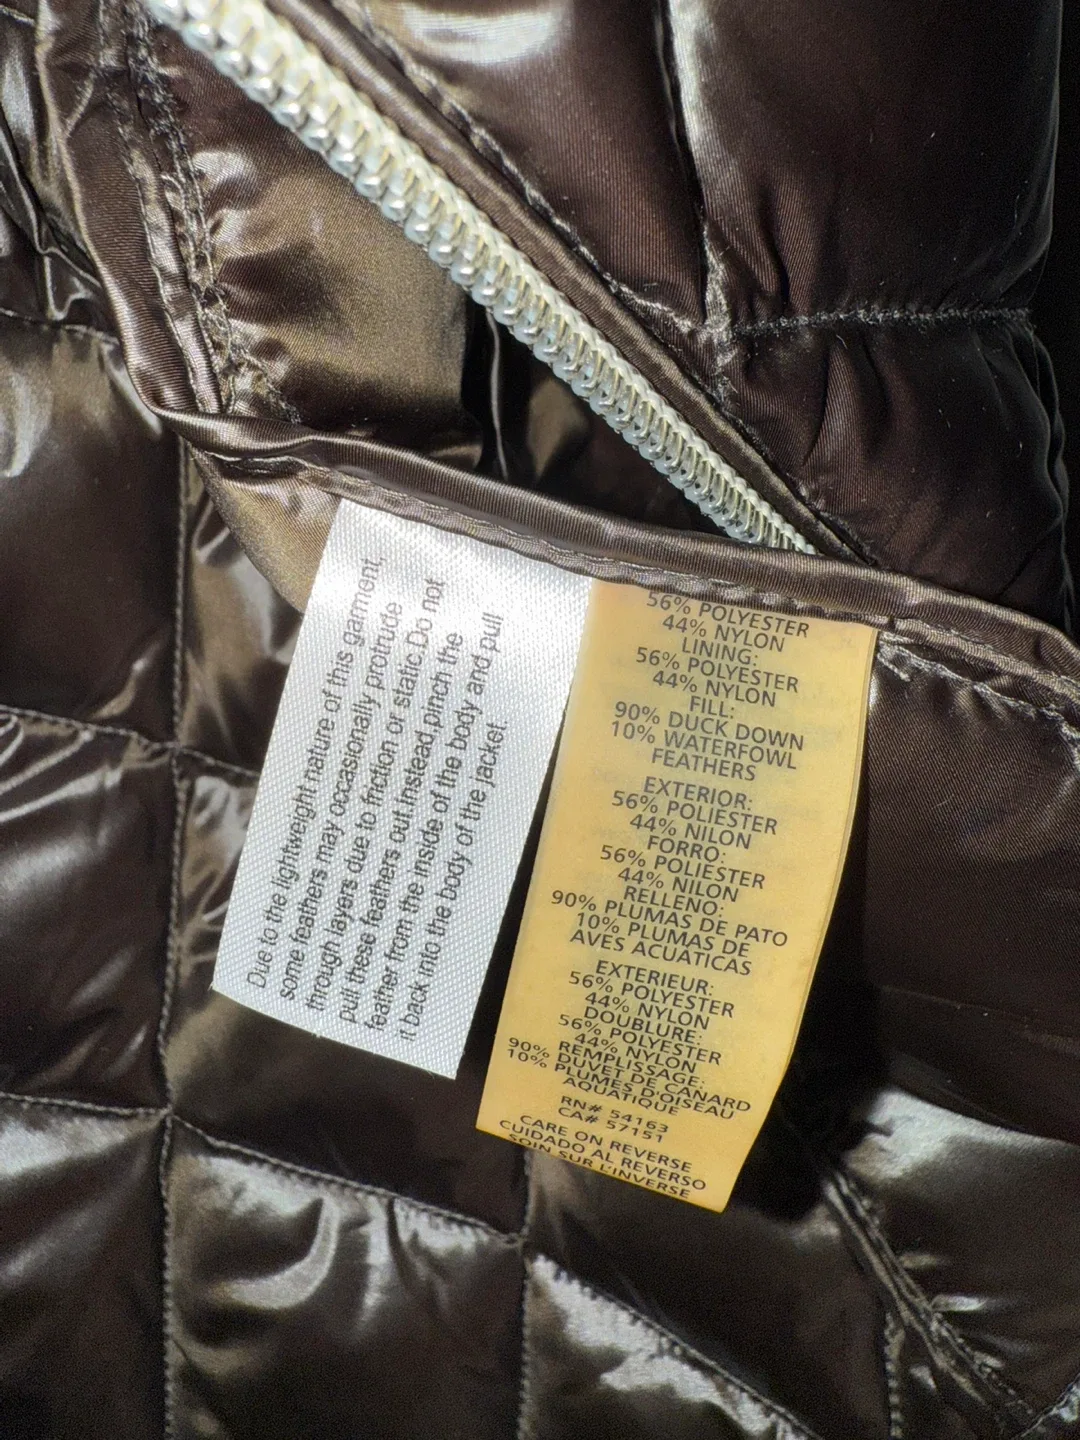 Due to the lightweight nature of this garment,
some feathers may occasionally protrude
through layers due to friction or static.Do not
pull these feathers out.Instead,pinch the
feather from the inside of the body and pull
it back into the body of the jacket.
56% POLYESTER
44% NYLON
LINING:
56% POLYESTER
44% NYLON
FILL:
90% DUCK DOWN
10% WATERFOWL
FEATHERS
EXTERIOR:
56% POLIESTER
44% NILON
FORRO:
56% POLIESTER
44% NILON
RELLENO:
90% PLUMAS DE PATO
10% PLUMAS DE
AVES ACUATICAS
EXTERIEUR:
56% POLYESTER
44% NYLON
DOUBLURE:
56% POLYESTER
44% NYLON
REMPLISSAGE:
90% DUVET DE CANARD
10% PLUMES D'OISEAU
AQUATIQUE
RN# 54163
CA# 57151
CARE ON REVERSE
CUIDADO AL REVERSO
SOIN SUR L'INVERSE